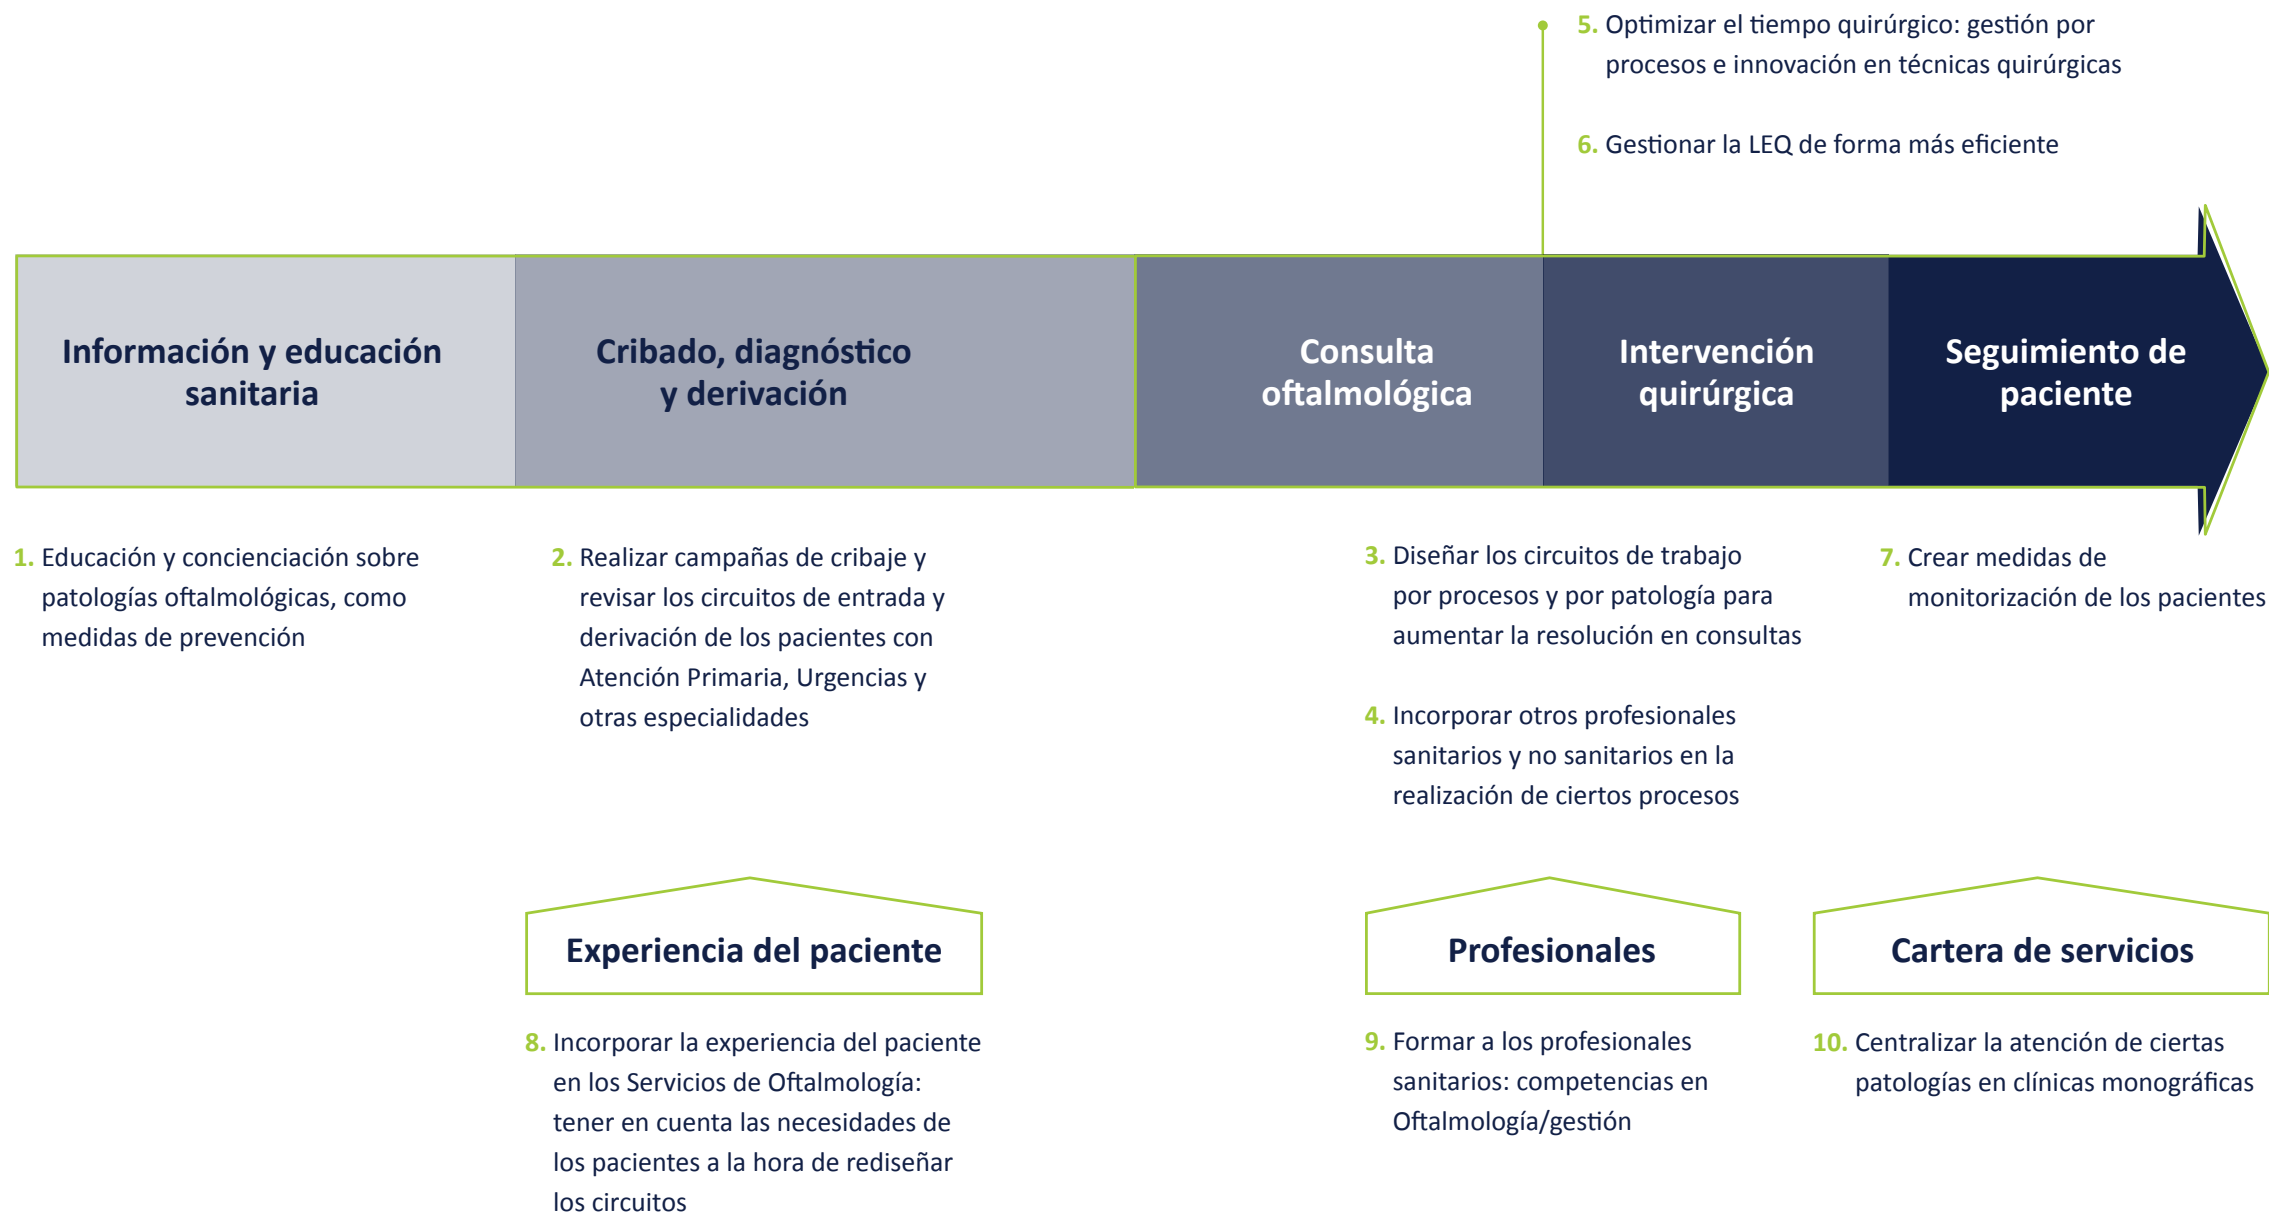 5. Optimizar el tiempo quirúrgico: gestión por
procesos e innovación en técnicas quirúrgicas
6. Gestionar la LEQ de forma más eficiente
Información y educación
sanitaria
Cribado, diagnóstico
y derivación
Consulta
oftalmológica
Intervención
quirúrgica
Seguimiento de
paciente
1. Educación y concienciación sobre
patologías oftalmológicas, como
medidas de prevención
2. Realizar campañas de cribaje y
revisar los circuitos de entrada y
derivación de los pacientes con
Atención Primaria, Urgencias y
otras especialidades
3. Diseñar los circuitos de trabajo
por procesos y por patología para
aumentar la resolución en consultas
4. Incorporar otros profesionales
sanitarios y no sanitarios en la
realización de ciertos procesos
7. Crear medidas de
monitorización de los pacientes
Experiencia del paciente
8. Incorporar la experiencia del paciente
en los Servicios de Oftalmología:
tener en cuenta las necesidades de
los pacientes a la hora de rediseñar
los circuitos
Profesionales
9. Formar a los profesionales
sanitarios: competencias en
Oftalmología/gestión
Cartera de servicios
10. Centralizar la atención de ciertas
patologías en clínicas monográficas